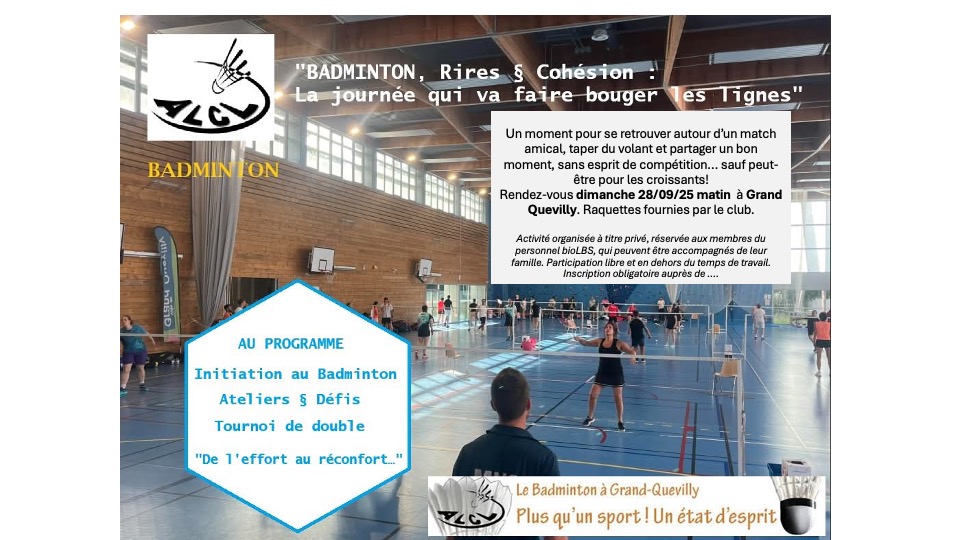 ALCL
BADMINTON
"BADMINTON, Rires § Cohésion :
La journée qui va faire bouger les lignes"
Un moment pour se retrouver autour d'un match
amical, taper du volant et partager un bon
moment, sans esprit de compétition... sauf peut-
être pour les croissants!
Rendez-vous dimanche 28/09/25 matin à Grand
Quevilly. Raquettes fournies par le club.
Activité organisée à titre privé, réservée aux membres du
personnel bioLBS, qui peuvent être accompagnés de leur
famille. Participation libre et en dehors du temps de travail.
Inscription obligatoire auprès de ....
AU PROGRAMME
Initiation au Badminton
Ateliers § Défis
Tournoi de double
"De l'effort au réconfort…"
ALCL
Le Badminton à Grand-Quevilly
Plus qu'un sport ! Un état d'esprit